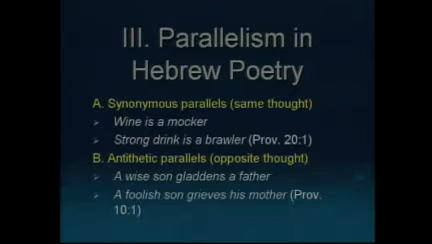 III. Parallelism in
Hebrew Poetry
A. Synonymous parallels (same thought)
➢ Wine is a mocker
➢ Strong drink is a brawler (Prov. 20:1)
B. Antithetic parallels (opposite thought)
➢ A wise son gladdens a father
➢ A foolish son grieves his mother (Prov.
10:1)